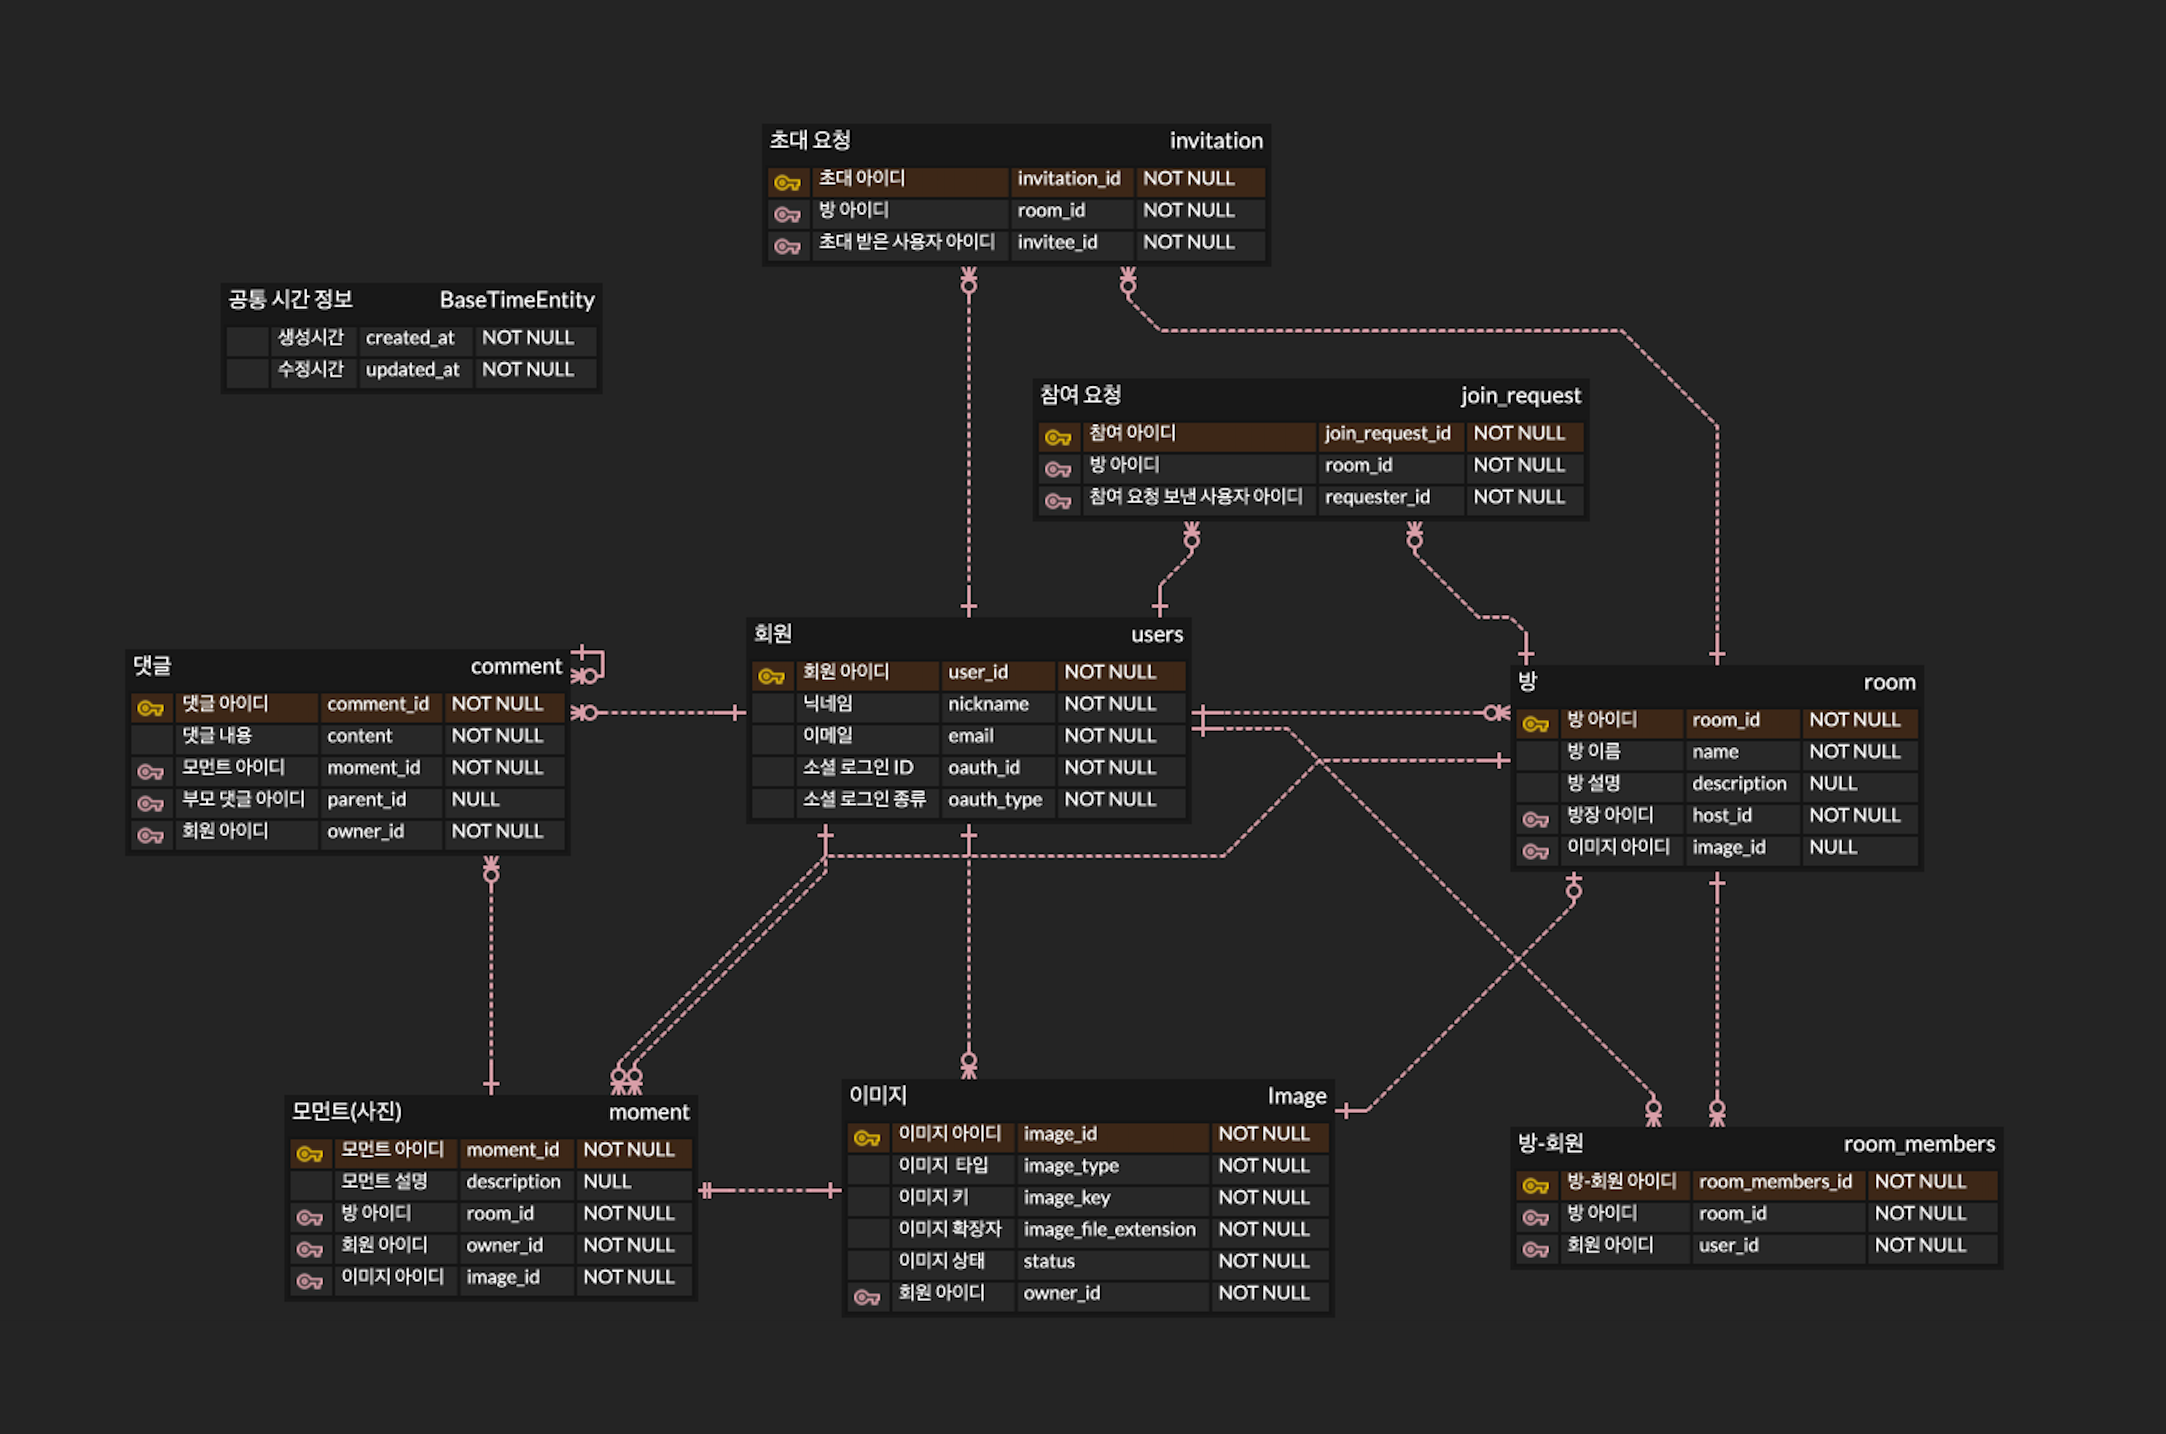 초대 요청 invitation
초대 아이디 invitation_id NOT NULL
방 아이디 room_id NOT NULL
초대 받은 사용자 아이디 invitee_id NOT NULL
공통 시간 정보 BaseTimeEntity
생성시간 created_at NOT NULL
수정시간 updated_at NOT NULL
참여 요청 join_request
참여 아이디 join_request_id NOT NULL
방 아이디 room_id NOT NULL
참여 요청 보낸 사용자 아이디 requester_id NOT NULL
댓글 comment
댓글 아이디 comment_id NOT NULL
댓글 내용 content NOT NULL
모먼트 아이디 moment_id NOT NULL
부모 댓글 아이디 parent_id NULL
회원 아이디 owner_id NOT NULL
회원 users
회원 아이디 user_id NOT NULL
닉네임 nickname NOT NULL
이메일 email NOT NULL
소셜 로그인 ID oauth_id NOT NULL
소셜 로그인 종류 oauth_type NOT NULL
방 room
방 아이디 room_id NOT NULL
방 이름 name NOT NULL
방 설명 description NULL
방장 아이디 host_id NOT NULL
이미지 아이디 image_id NULL
모먼트(사진) moment
모먼트 아이디 moment_id NOT NULL
모먼트 설명 description NULL
방 아이디 room_id NOT NULL
회원 아이디 owner_id NOT NULL
이미지 아이디 image_id NOT NULL
이미지 Image
이미지 아이디 image_id NOT NULL
이미지 타입 image_type NOT NULL
이미지 키 image_key NOT NULL
이미지 확장자 image_file_extension NOT NULL
이미지 상태 status NOT NULL
회원 아이디 owner_id NOT NULL
방-회원 room_members
방-회원 아이디 room_members_id NOT NULL
방 아이디 room_id NOT NULL
회원 아이디 user_id NOT NULL